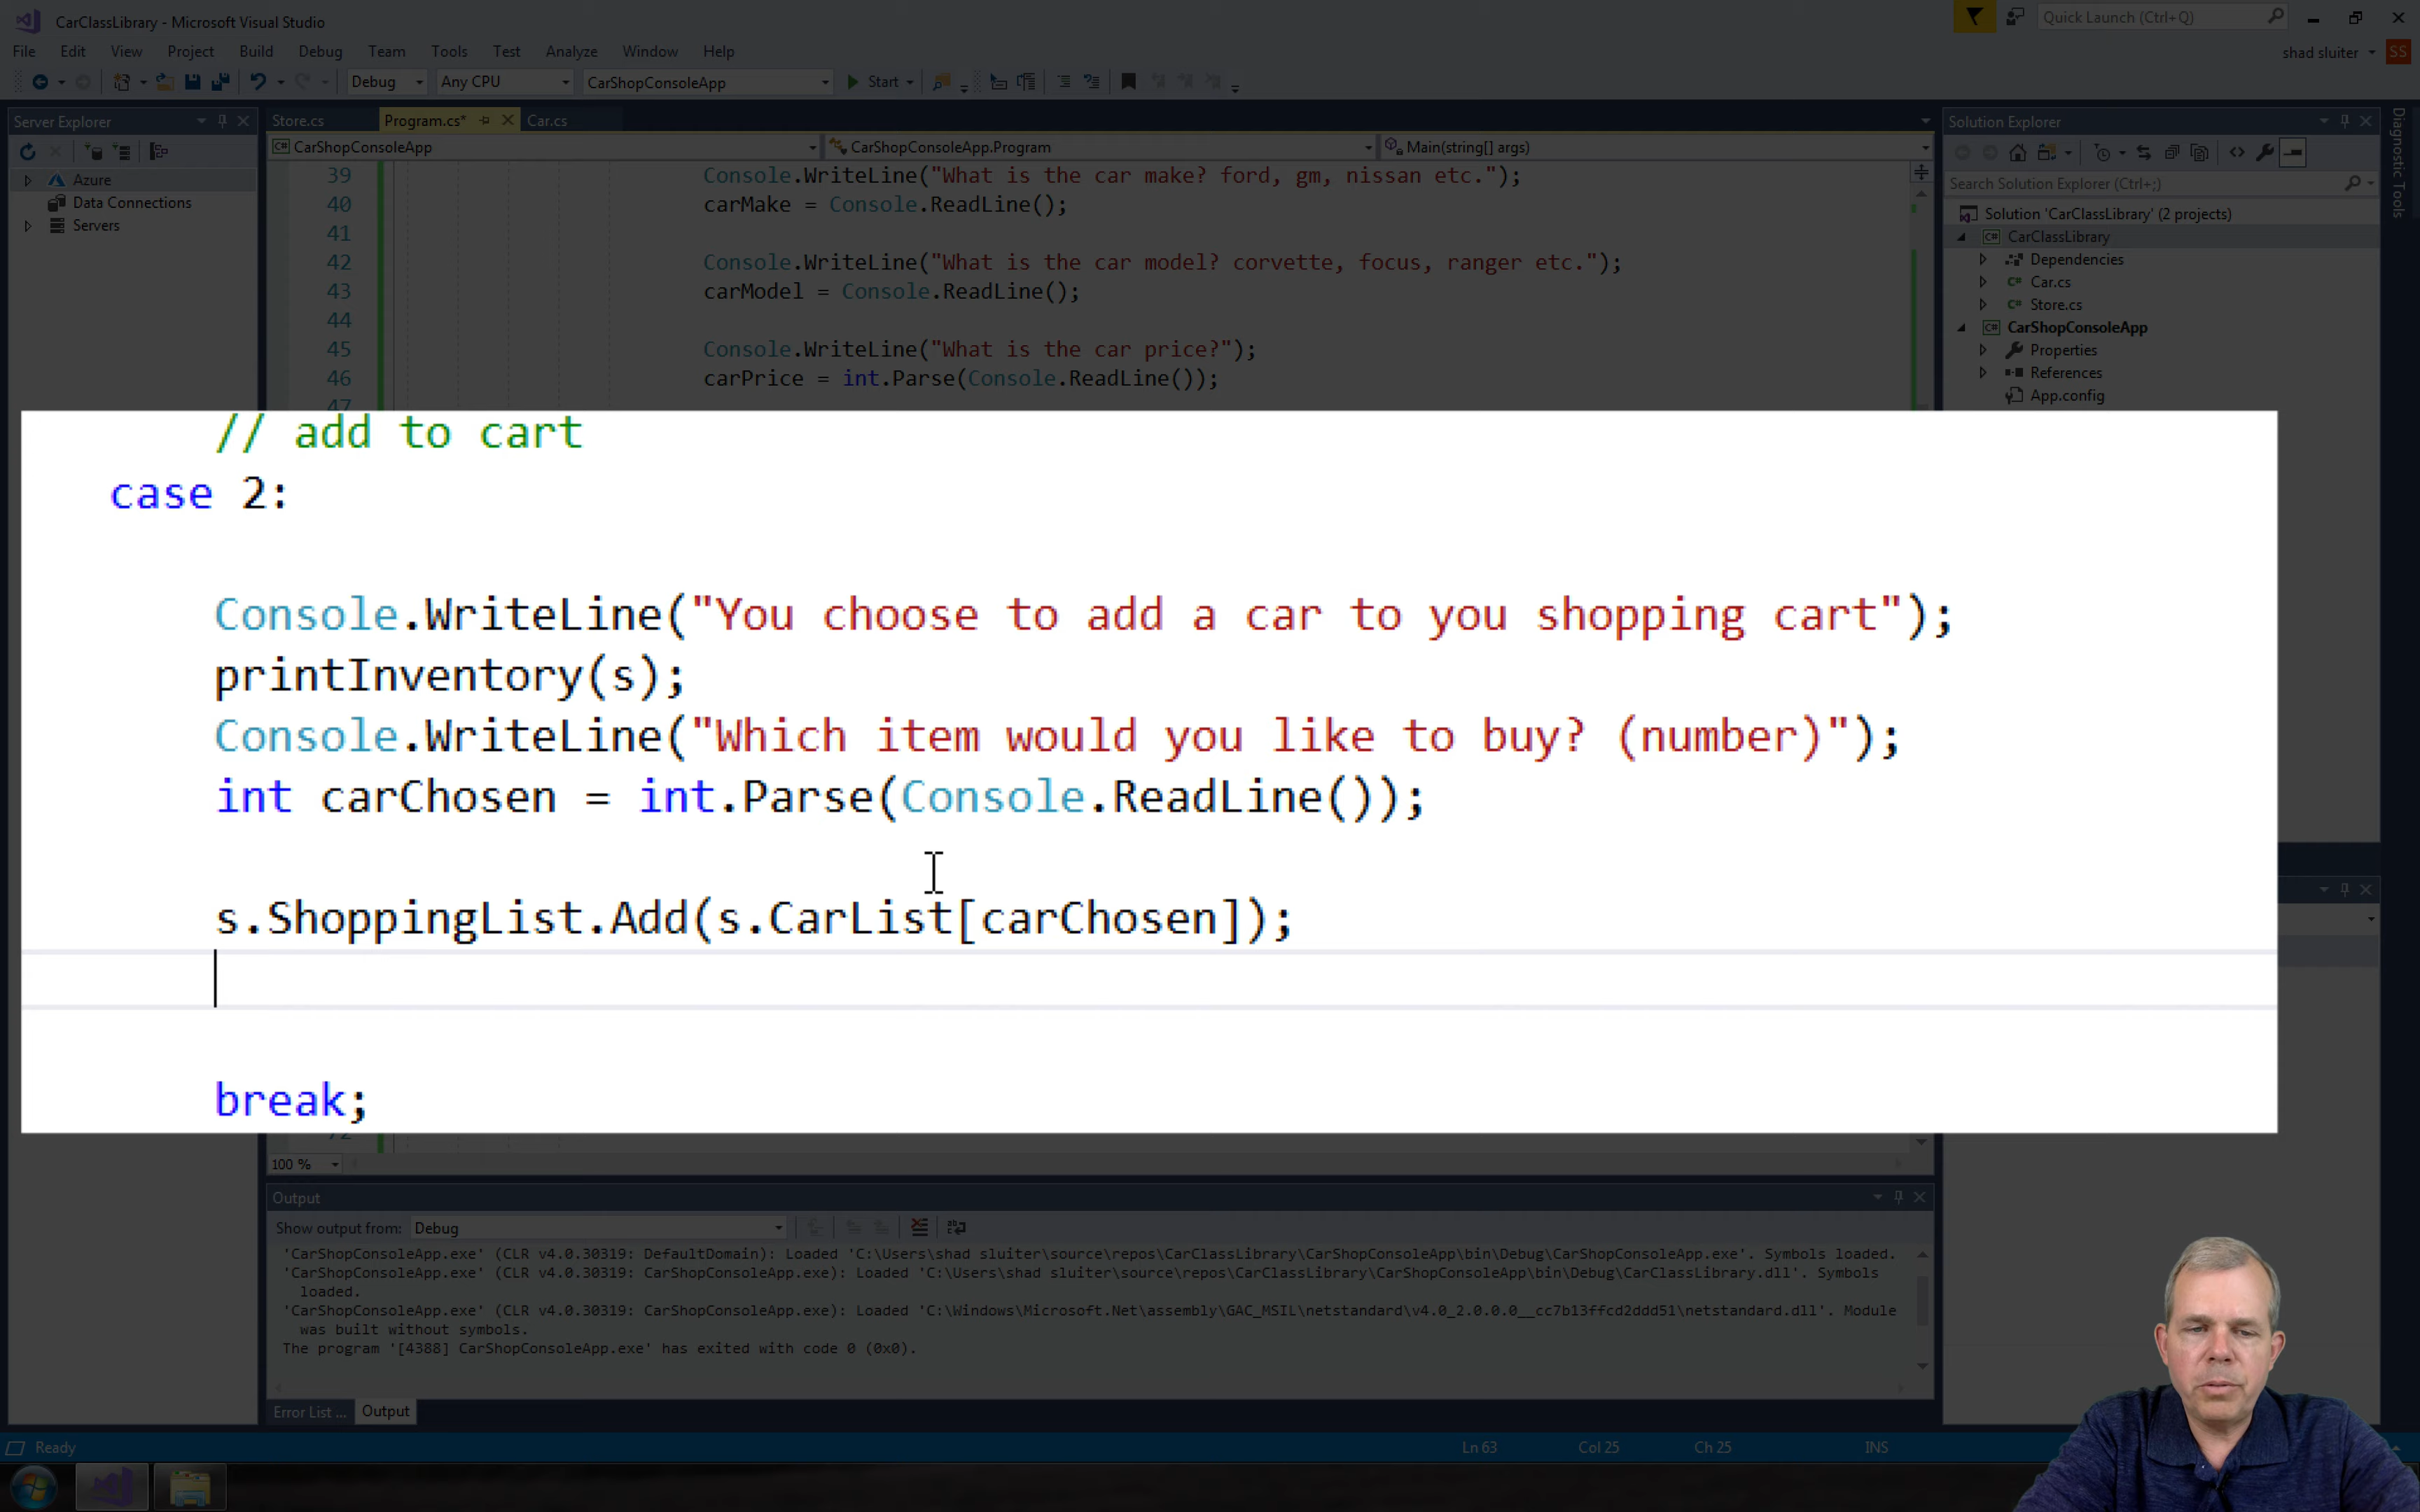 CarClassLibrary - Microsoft Visual Studio
Quick Launch (Ctrl+Q)
File Edit View Project Build Debug Team Tools Test Analyze Window Help
shad sluiter SS
Debug Any CPU CarShopConsoleApp Start
Server Explorer
Azure
Data Connections
Servers
Store.cs Program.cs* Car.cs
CarShopConsoleApp CarShopConsoleApp.Program Main(string[] args)
39 Console.WriteLine("What is the car make? ford, gm, nissan etc.");
40 carMake = Console.ReadLine();
41
42 Console.WriteLine("What is the car model? corvette, focus, ranger etc.");
43 carModel = Console.ReadLine();
44
45 Console.WriteLine("What is the car price?");
46 carPrice = int.Parse(Console.ReadLine());
47
// add to cart
case 2:
Console.WriteLine("You choose to add a car to you shopping cart");
printInventory(s);
Console.WriteLine("Which item would you like to buy? (number)");
int carChosen = int.Parse(Console.ReadLine());
s.ShoppingList.Add(s.CarList[carChosen]);
break;
72
100 %
Solution Explorer
Search Solution Explorer (Ctrl+;)
Solution 'CarClassLibrary' (2 projects)
CarClassLibrary
Dependencies
Car.cs
Store.cs
CarShopConsoleApp
Properties
References
App.config
Diagnostic Tools
Output
Show output from: Debug
'CarShopConsoleApp.exe' (CLR v4.0.30319: DefaultDomain): Loaded 'C:\Users\shad sluiter\source\repos\CarClassLibrary\CarShopConsoleApp\bin\Debug\CarShopConsoleApp.exe'. Symbols loaded.
'CarShopConsoleApp.exe' (CLR v4.0.30319: CarShopConsoleApp.exe): Loaded 'C:\Users\shad sluiter\source\repos\CarClassLibrary\CarShopConsoleApp\bin\Debug\CarClassLibrary.dll'. Symbols
loaded.
'CarShopConsoleApp.exe' (CLR v4.0.30319: CarShopConsoleApp.exe): Loaded 'C:\Windows\Microsoft.Net\assembly\GAC_MSIL\netstandard\v4.0_2.0.0.0__cc7b13ffcd2ddd51\netstandard.dll'. Module
was built without symbols.
The program '[4388] CarShopConsoleApp.exe' has exited with code 0 (0x0).
Error List ... Output
Ready Ln 63 Col 25 Ch 25 INS